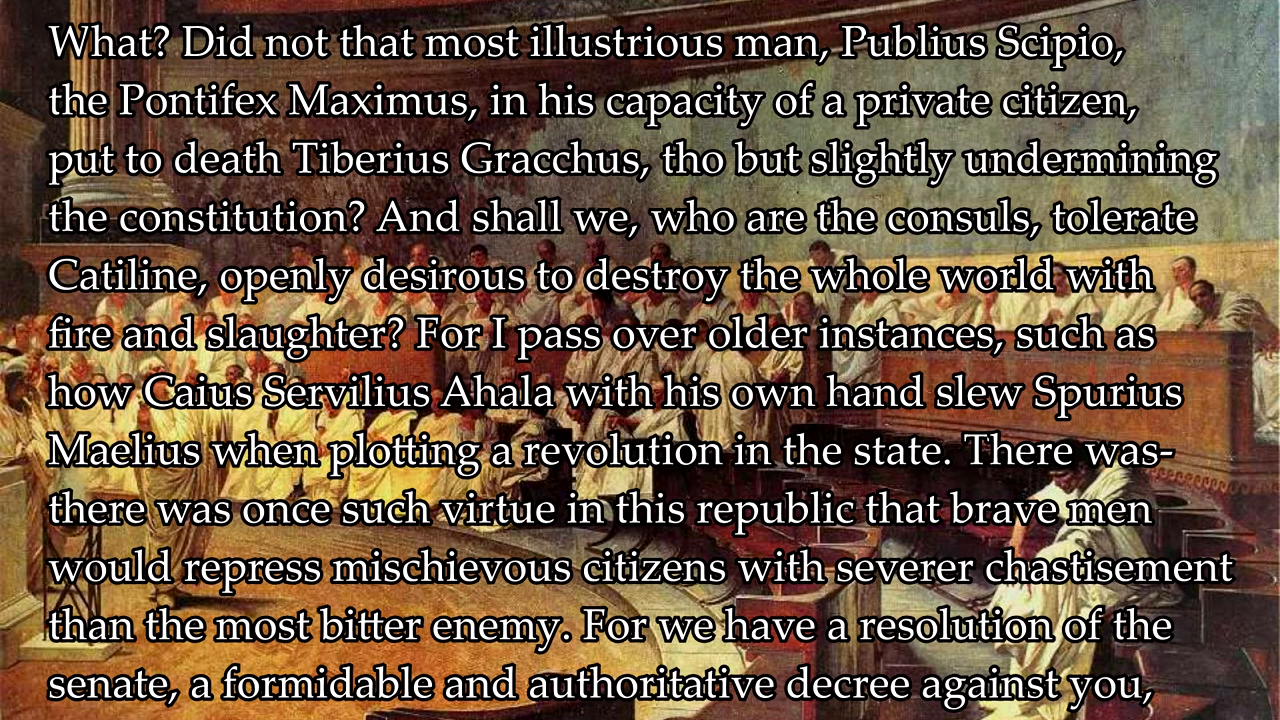 What? Did not that most illustrious man, Publius Scipio,
the Pontifex Maximus, in his capacity of a private citizen,
put to death Tiberius Gracchus, tho but slightly undermining
the constitution? And shall we, who are the consuls, tolerate
Catiline, openly desirous to destroy the whole world with
fire and slaughter? For I pass over older instances, such as
how Caius Servilius Ahala with his own hand slew Spurius
Maelius when plotting a revolution in the state. There was-
there was once such virtue in this republic that brave men
would repress mischievous citizens with severer chastisement
than the most bitter enemy. For we have a resolution of the
senate, a formidable and authoritative decree against you,